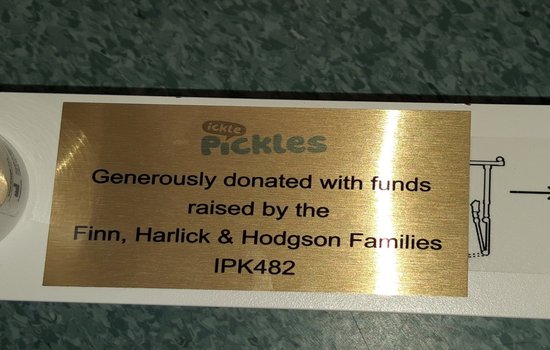 ickle
Pickles
Generously donated with funds
raised by the
Finn, Harlick & Hodgson Families
IPK482